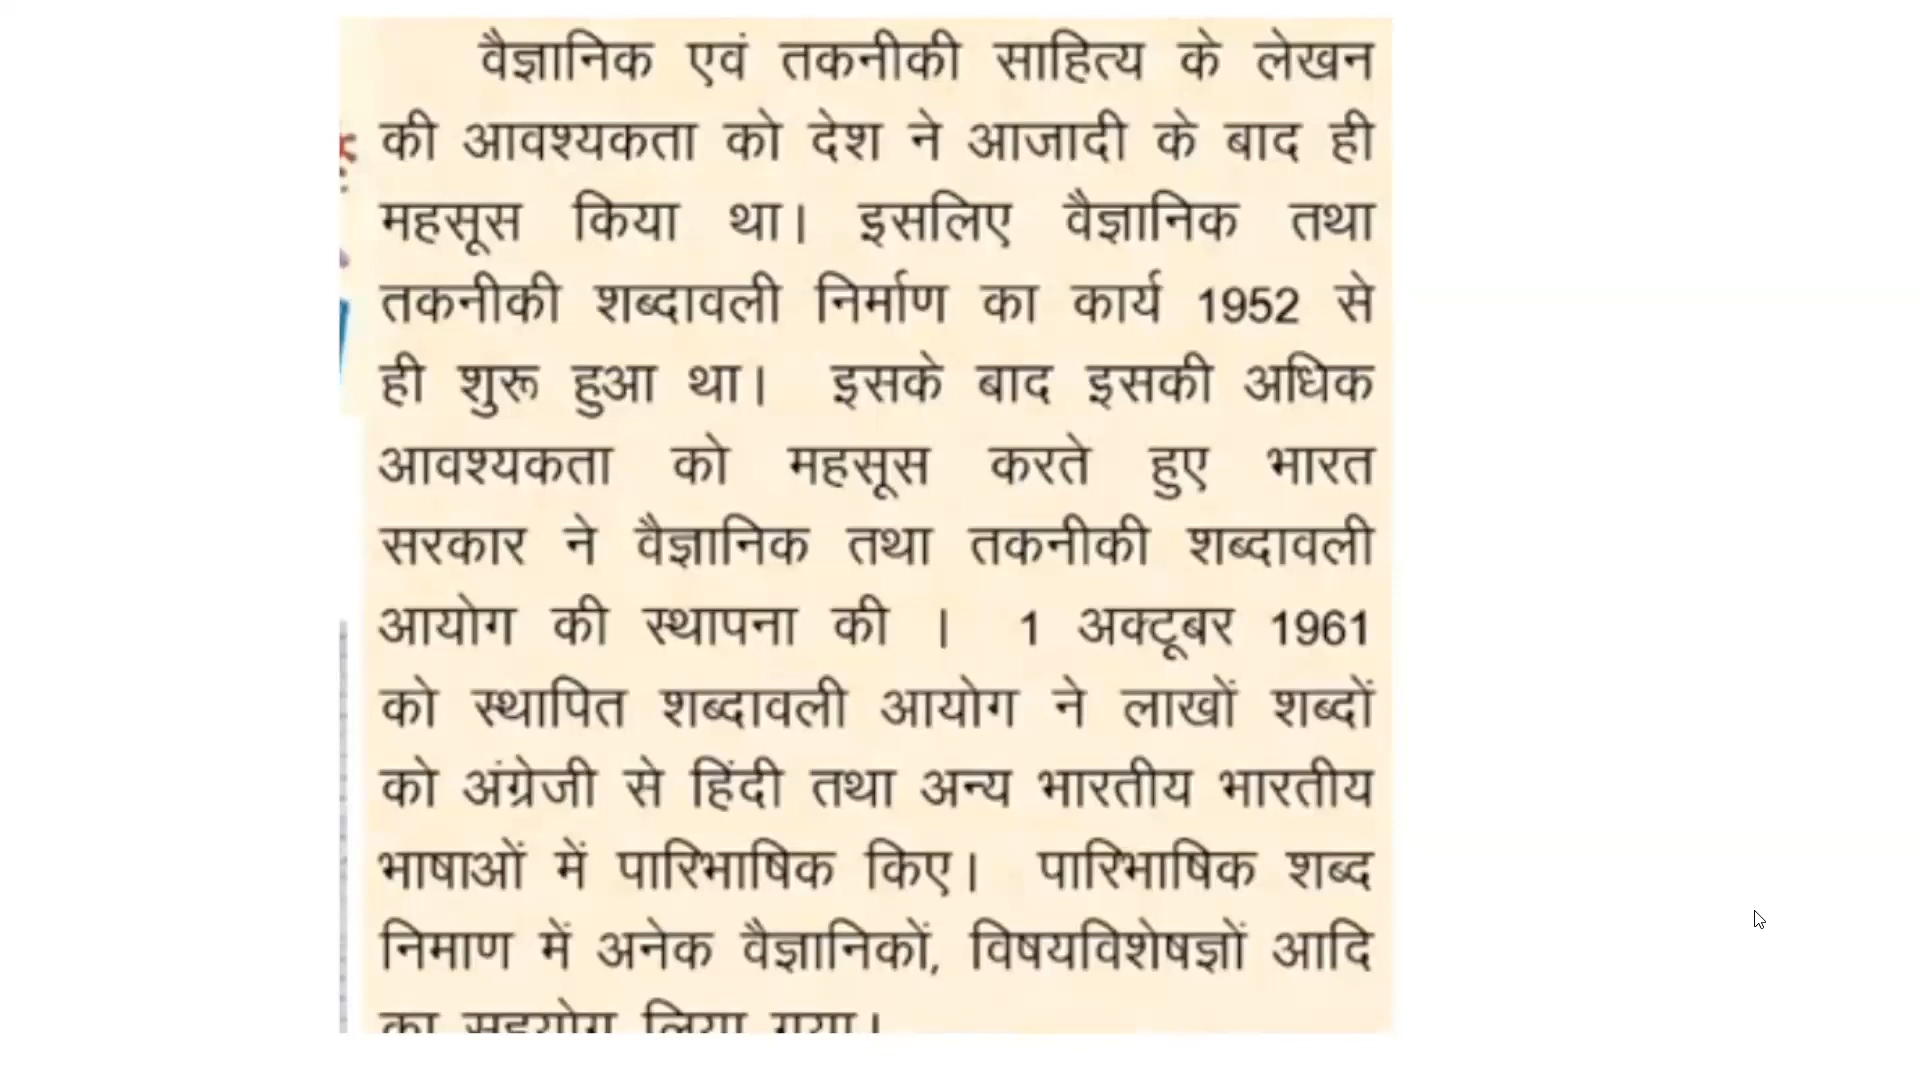 वैज्ञानिक एवं तकनीकी साहित्य के लेखन
की आवश्यकता को देश ने आजादी के बाद ही
महसूस किया था। इसलिए वैज्ञानिक तथा
तकनीकी शब्दावली निर्माण का कार्य 1952 से
ही शुरू हुआ था। इसके बाद इसकी अधिक
आवश्यकता को महसूस करते हुए भारत
सरकार ने वैज्ञानिक तथा तकनीकी शब्दावली
आयोग की स्थापना की । 1 अक्टूबर 1961
को स्थापित शब्दावली आयोग ने लाखों शब्दों
को अंग्रेजी से हिंदी तथा अन्य भारतीय भारतीय
भाषाओं में पारिभाषिक किए। पारिभाषिक शब्द
निमाण में अनेक वैज्ञानिकों, विषयविशेषज्ञों आदि
का सहयोग लिया गया।